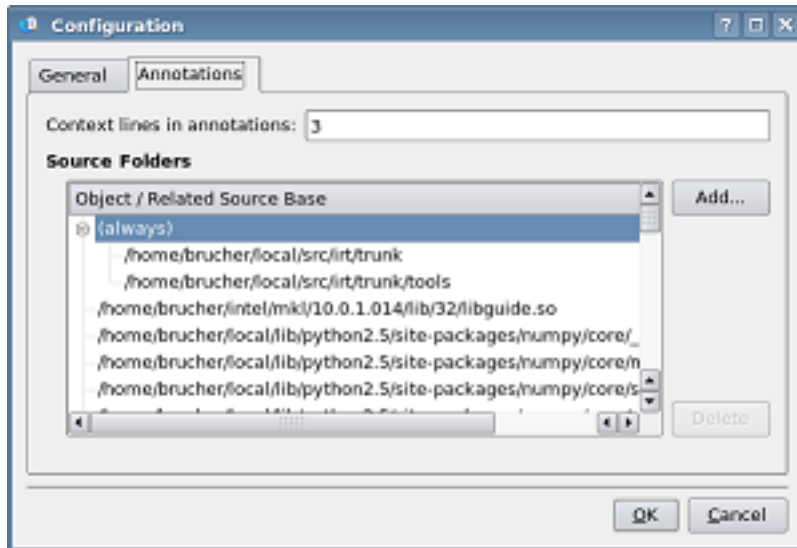 Configuration
General Annotations
Context lines in annotations: 3
Source Folders
Object / Related Source Base
Add...
(always)
/home/brucher/local/src/irt/trunk
/home/brucher/local/src/irt/trunk/tools
/home/brucher/intel/mkl/10.0.1.014/lib/32/libguide.so
/home/brucher/local/lib/python2.5/site-packages/numpy/core/_
/home/brucher/local/lib/python2.5/site-packages/numpy/core/
/home/brucher/local/lib/python2.5/site-packages/numpy/core/s
Delete
OK Cancel